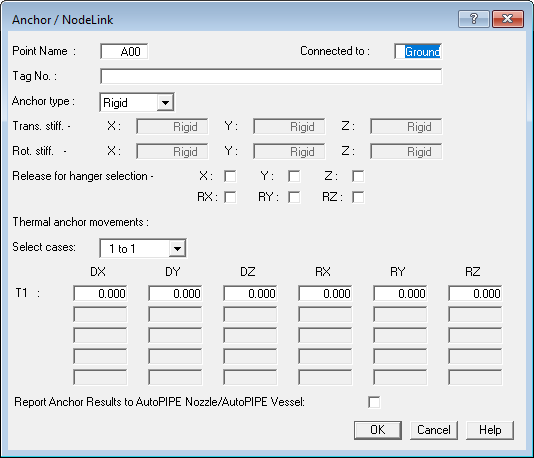 Anchor / NodeLink ? X
Point Name : A00 Connected to : Ground
Tag No. :
Anchor type : Rigid
Trans. stiff. - X : Rigid Y : Rigid Z : Rigid
Rot. stiff. - X : Rigid Y : Rigid Z : Rigid
Release for hanger selection - X : Y : Z :
RX : RY : RZ :
Thermal anchor movements :
Select cases: 1 to 1
DX DY DZ RX RY RZ
T1 : 0.000 0.000 0.000 0.000 0.000 0.000
Report Anchor Results to AutoPIPE Nozzle/AutoPIPE Vessel:
OK Cancel Help